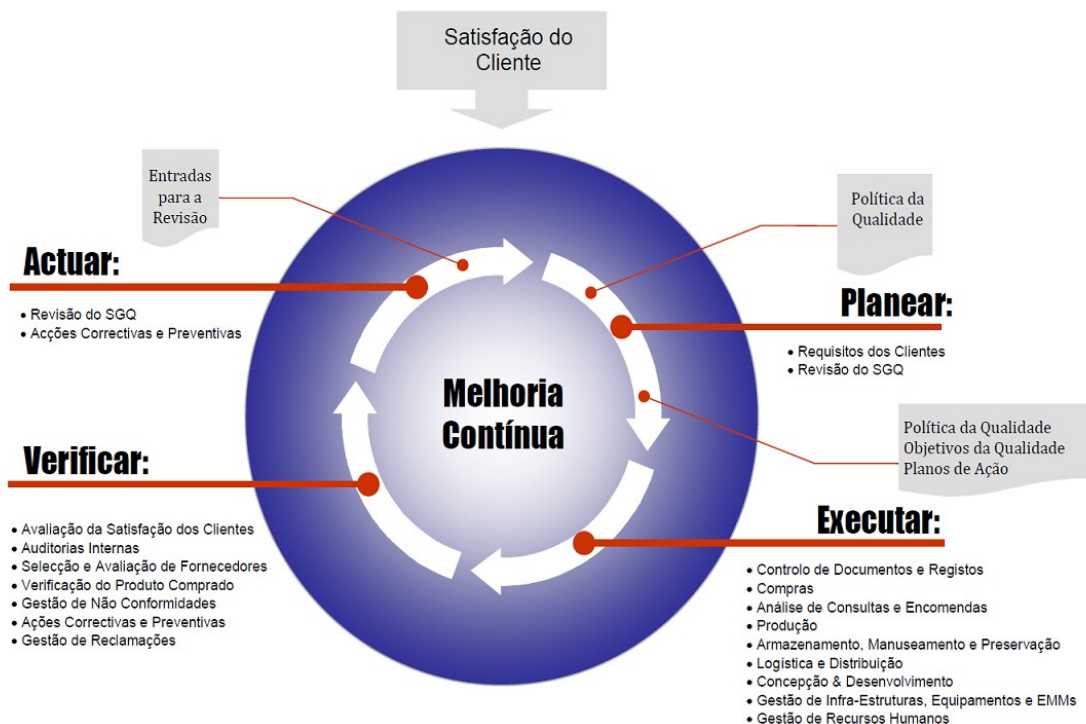 Satisfação do
Cliente
Entradas
para a
Revisão
Política da
Qualidade
Actuar:
• Revisão do SGQ
• Acções Correctivas e Preventivas
Planear:
• Requisitos dos Clientes
• Revisão do SGQ
Melhoria
Contínua
Política da Qualidade
Objetivos da Qualidade
Planos de Ação
Verificar:
• Avaliação da Satisfação dos Clientes
• Auditorias Internas
• Selecção e Avaliação de Fornecedores
• Verificação do Produto Comprado
• Gestão de Não Conformidades
• Ações Correctivas e Preventivas
• Gestão de Reclamações
Executar:
• Controlo de Documentos e Registos
• Compras
• Análise de Consultas e Encomendas
• Produção
• Armazenamento, Manuseamento e Preservação
• Logística e Distribuição
• Concepção & Desenvolvimento
• Gestão de Infra-Estruturas, Equipamentos e EMMs
• Gestão de Recursos Humanos